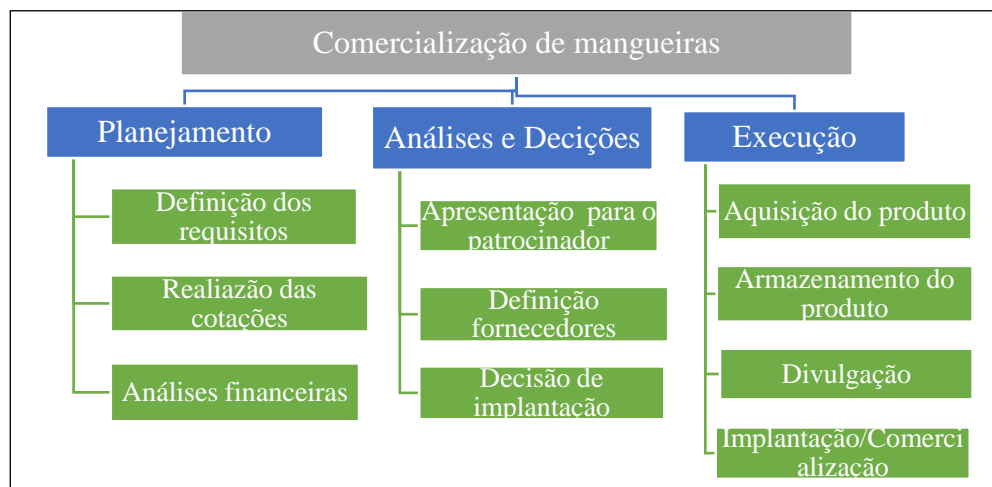 Comercialização de mangueiras
Planejamento
Definição dos
requisitos
Realiazão das
cotações
Análises financeiras
Análises e Decições
Apresentação para o
patrocinador
Definição
fornecedores
Decisão de
implantação
Execução
Aquisição do produto
Armazenamento do
produto
Divulgação
Implantação/Comerci
alização